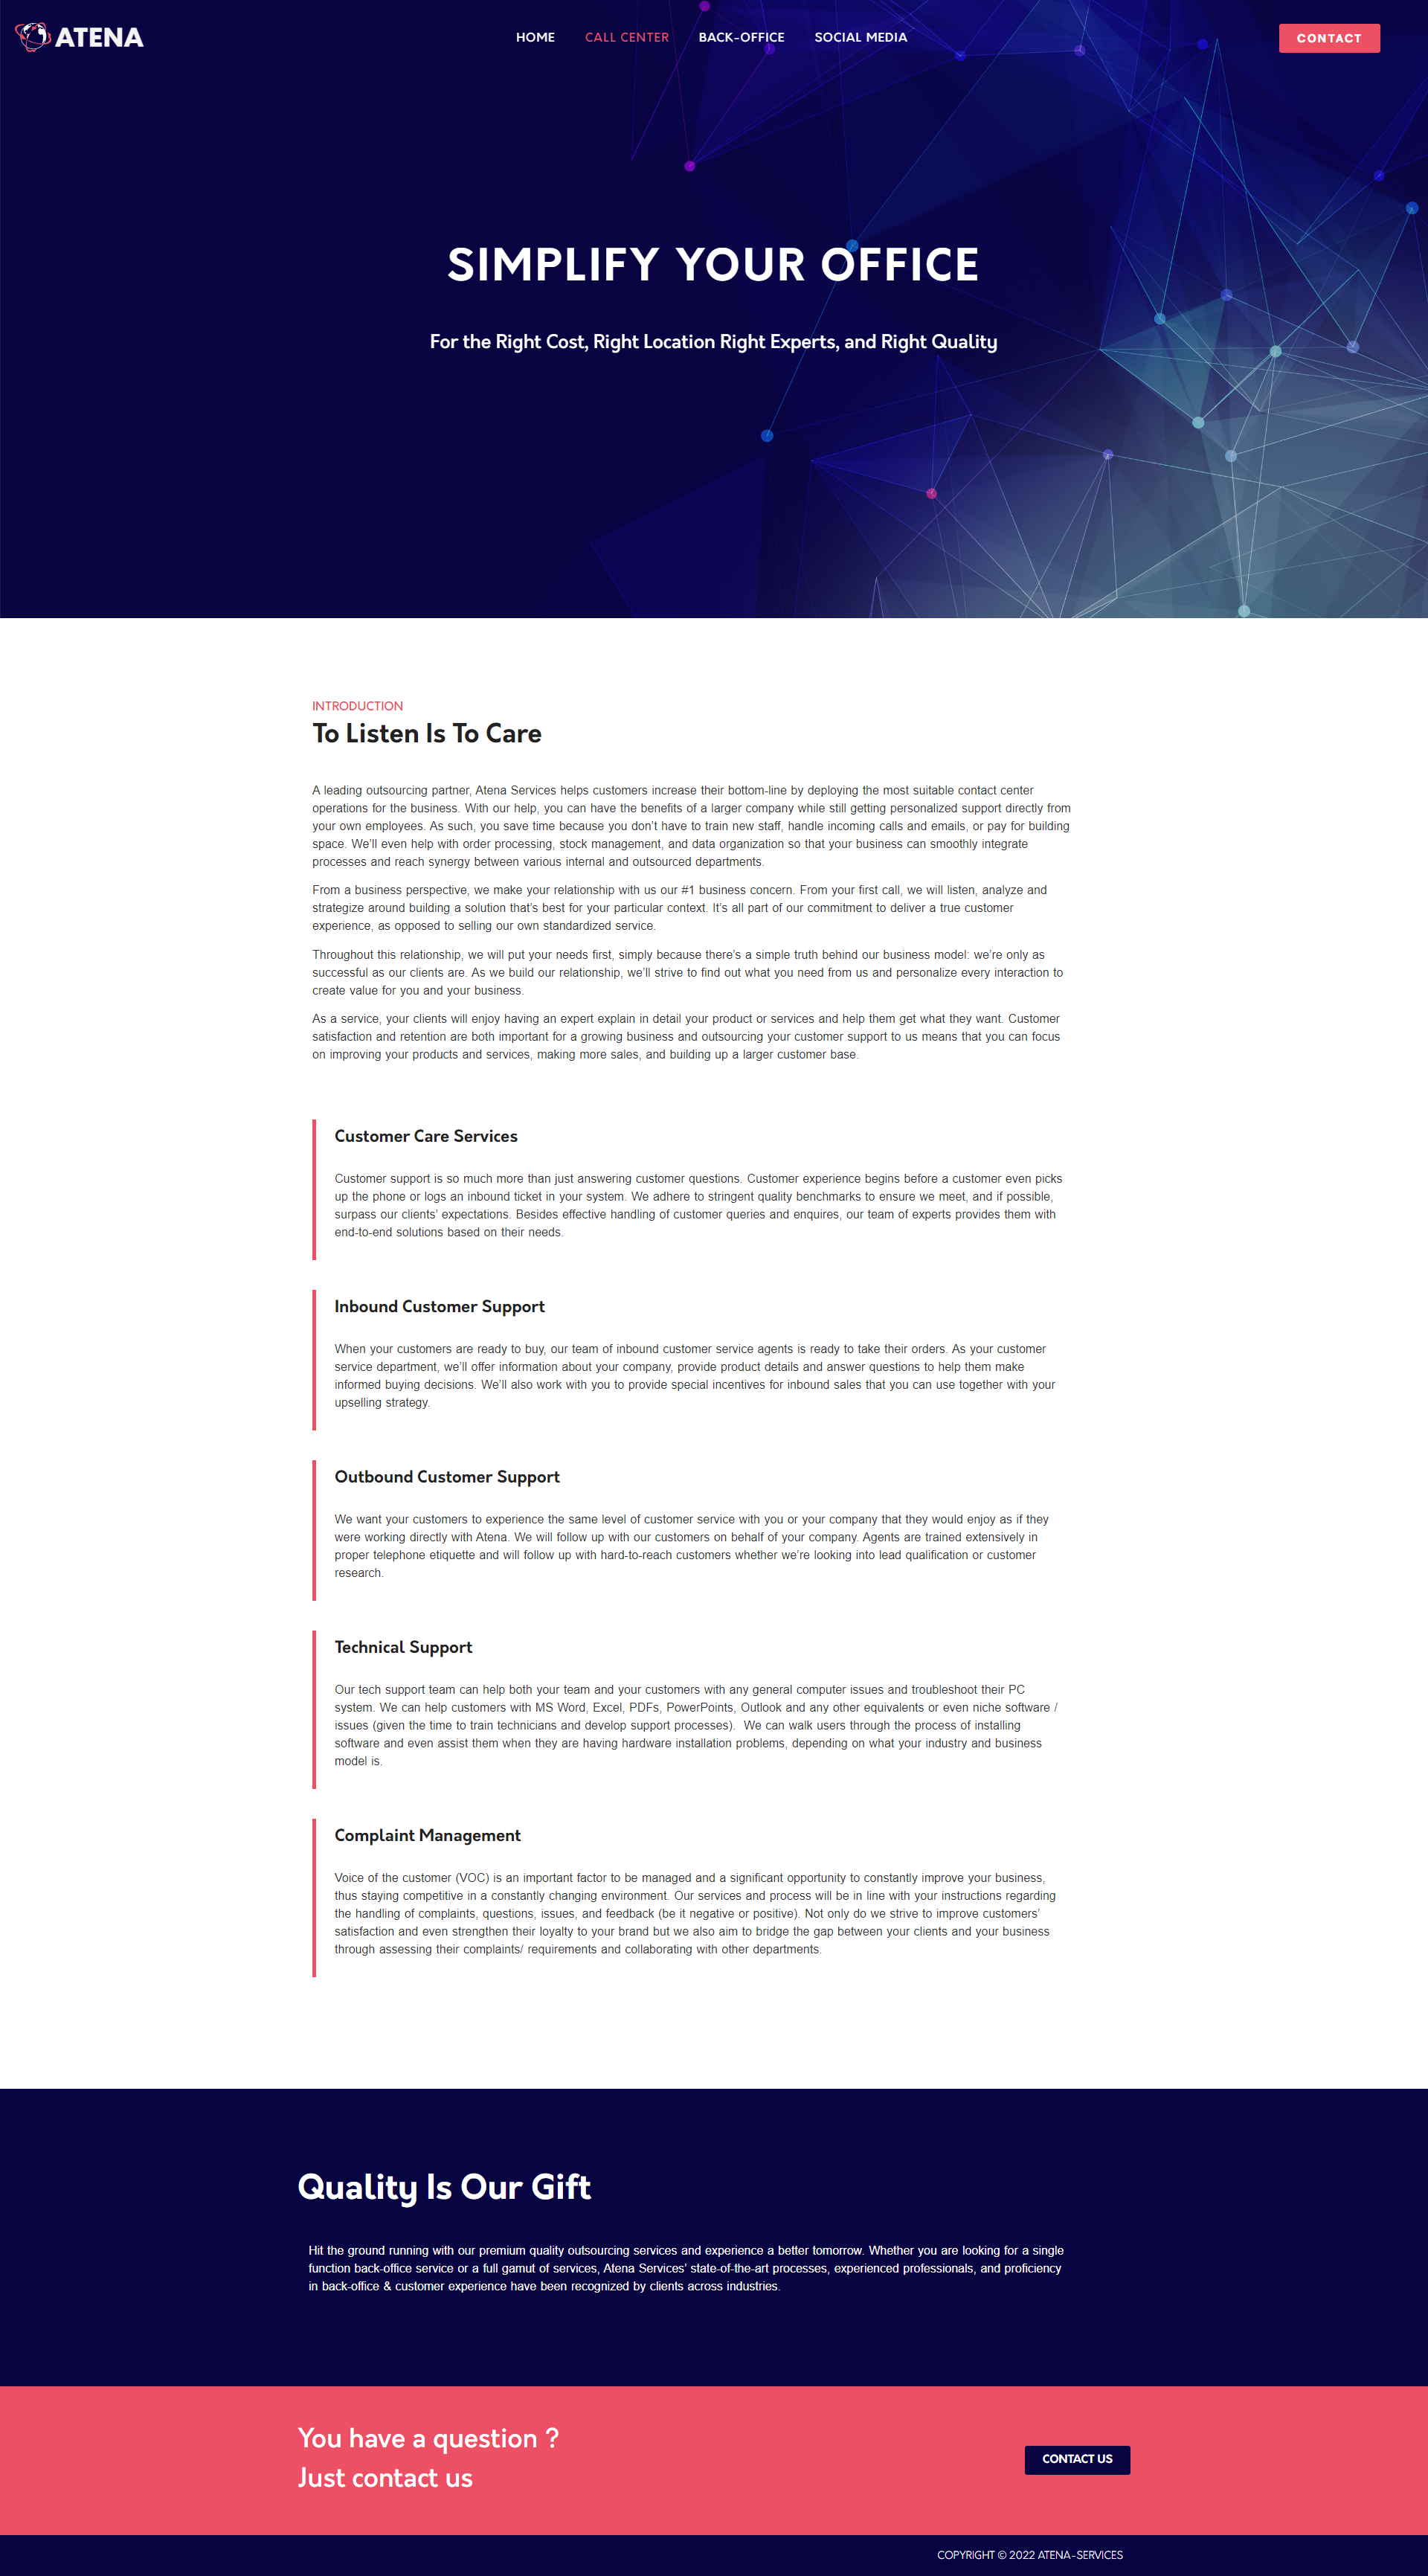 ATENA
HOME
CALL CENTER
BACK-OFFICE
SOCIAL MEDIA
CONTACT
SIMPLIFY YOUR OFFICE
For the Right Cost, Right Location Right Experts, and Right Quality
INTRODUCTION
To Listen Is To Care
A leading outsourcing partner, Atena Services helps customers increase their bottom-line by deploying the most suitable contact center
operations for the business. With our help, you can have the benefits of a larger company while still getting personalized support directly from
your own employees. As such, you save time because you don’t have to train new staff, handle incoming calls and emails, or pay for building
space. We’ll even help with order processing, stock management, and data organization so that your business can smoothly integrate
processes and reach synergy between various internal and outsourced departments.
From a business perspective, we make your relationship with us our #1 business concern. From your first call, we will listen, analyze and
strategize around building a solution that’s best for your particular context. It’s all part of our commitment to deliver a true customer
experience, as opposed to selling our own standardized service.
Throughout this relationship, we will put your needs first, simply because there’s a simple truth behind our business model: we’re only as
successful as our clients are. As we build our relationship, we’ll strive to find out what you need from us and personalize every interaction to
create value for you and your business.
As a service, your clients will enjoy having an expert explain in detail your product or services and help them get what they want. Customer
satisfaction and retention are both important for a growing business and outsourcing your customer support to us means that you can focus
on improving your products and services, making more sales, and building up a larger customer base.
Customer Care Services
Customer support is so much more than just answering customer questions. Customer experience begins before a customer even picks
up the phone or logs an inbound ticket in your system. We adhere to stringent quality benchmarks to ensure we meet, and if possible,
surpass our clients’ expectations. Besides effective handling of customer queries and enquires, our team of experts provides them with
end-to-end solutions based on their needs.
Inbound Customer Support
When your customers are ready to buy, our team of inbound customer service agents is ready to take their orders. As your customer
service department, we’ll offer information about your company, provide product details and answer questions to help them make
informed buying decisions. We’ll also work with you to provide special incentives for inbound sales that you can use together with your
upselling strategy.
Outbound Customer Support
We want your customers to experience the same level of customer service with you or your company that they would enjoy as if they
were working directly with Atena. We will follow up with our customers on behalf of your company. Agents are trained extensively in
proper telephone etiquette and will follow up with hard-to-reach customers whether we’re looking into lead qualification or customer
research.
Technical Support
Our tech support team can help both your team and your customers with any general computer issues and troubleshoot their PC
system. We can help customers with MS Word, Excel, PDFs, PowerPoints, Outlook and any other equivalents or even niche software /
issues (given the time to train technicians and develop support processes).  We can walk users through the process of installing
software and even assist them when they are having hardware installation problems, depending on what your industry and business
model is.
Complaint Management
Voice of the customer (VOC) is an important factor to be managed and a significant opportunity to constantly improve your business,
thus staying competitive in a constantly changing environment. Our services and process will be in line with your instructions regarding
the handling of complaints, questions, issues, and feedback (be it negative or positive). Not only do we strive to improve customers’
satisfaction and even strengthen their loyalty to your brand but we also aim to bridge the gap between your clients and your business
through assessing their complaints/ requirements and collaborating with other departments.
Quality Is Our Gift
Hit the ground running with our premium quality outsourcing services and experience a better tomorrow. Whether you are looking for a single
function back-office service or a full gamut of services, Atena Services’ state-of-the-art processes, experienced professionals, and proficiency
in back-office & customer experience have been recognized by clients across industries.
You have a question ?
Just contact us
CONTACT US
COPYRIGHT © 2022 ATENA-SERVICES